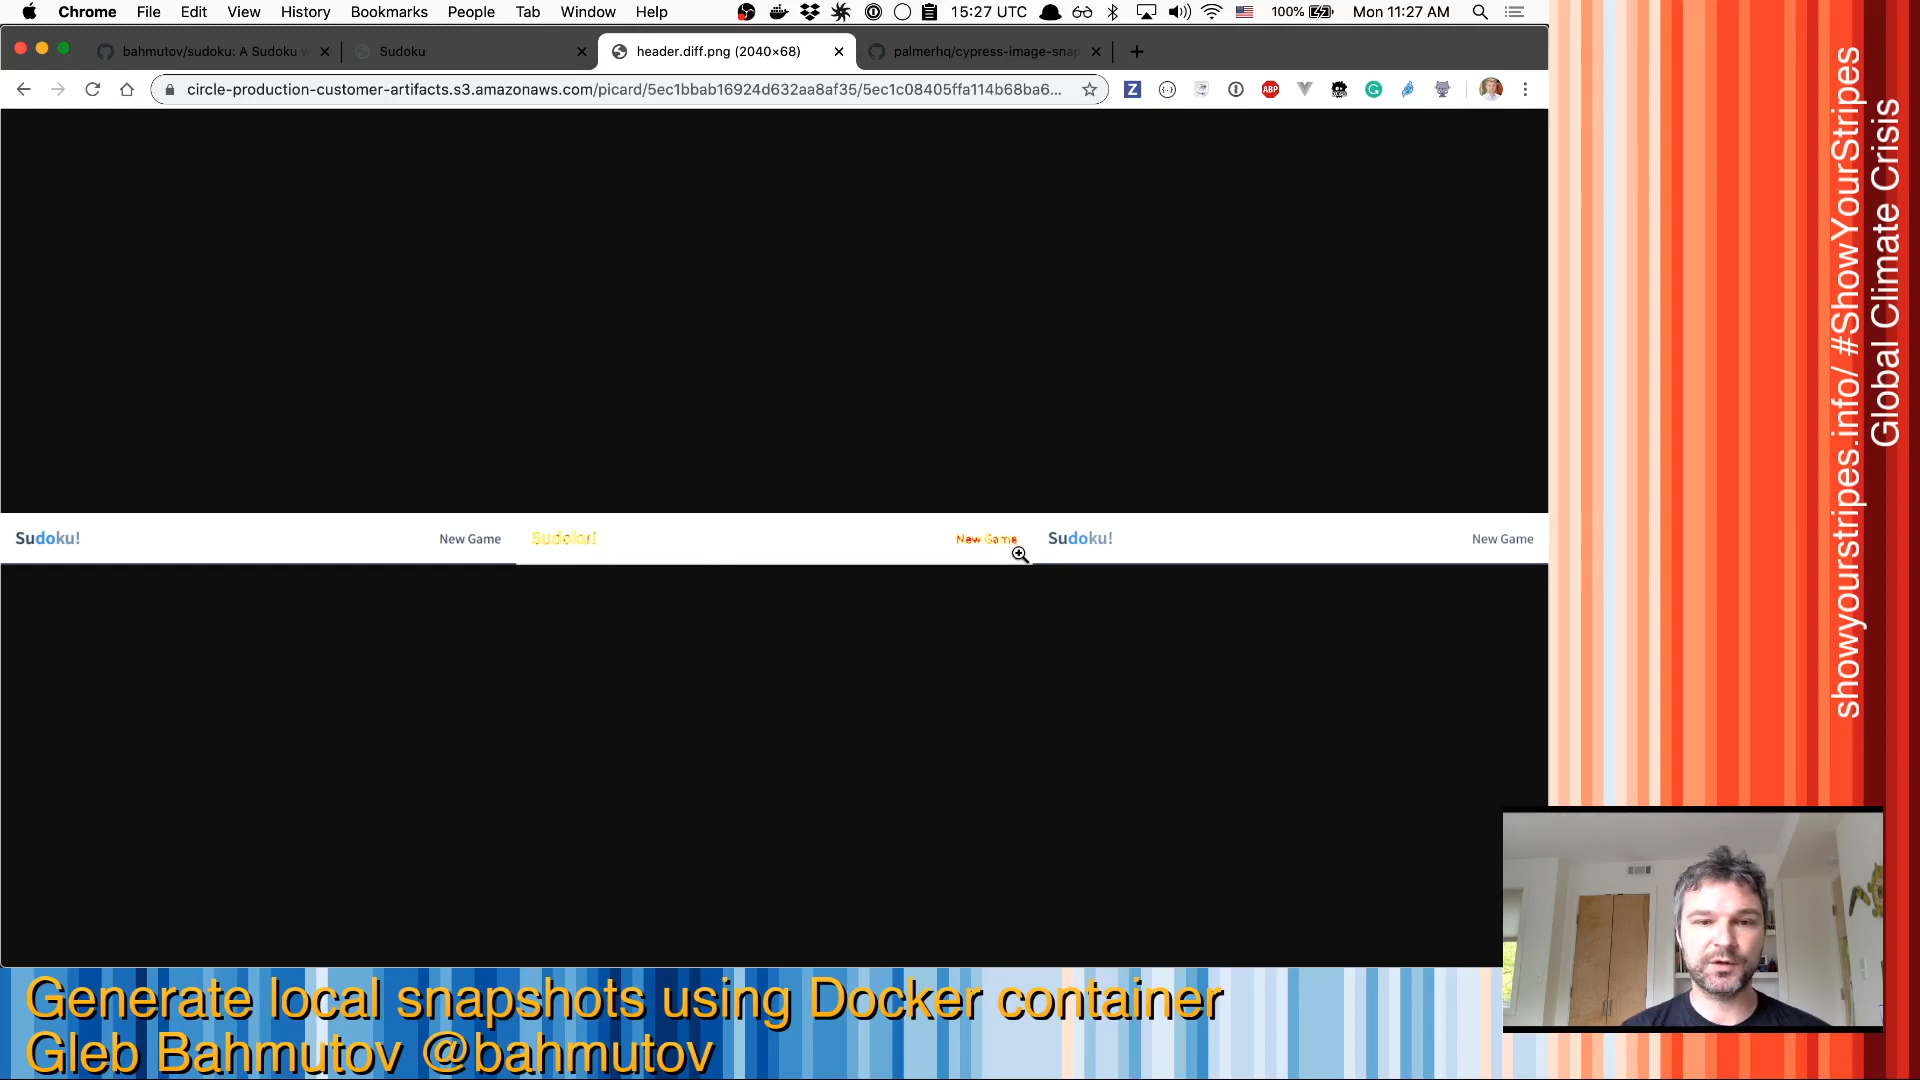 Chrome File Edit View History Bookmarks People Tab Window Help 15:27 UTC 100% Mon 11:27 AM
bahmutov/sudoku: A Sudoku w
Sudoku
header.diff.png (2040×68)
palmerhq/cypress-image-snap
circle-production-customer-artifacts.s3.amazonaws.com/picard/5ec1bbab16924d632aa8af35/5ec1c08405ffa114b68ba6...
Z
ABP
Sudoku! New Game Sudoku! New Game Sudoku! New Game
showyourstripes.info/ #ShowYourStripes
Global Climate Crisis
Generate local snapshots using Docker container
Gleb Bahmutov @bahmutov